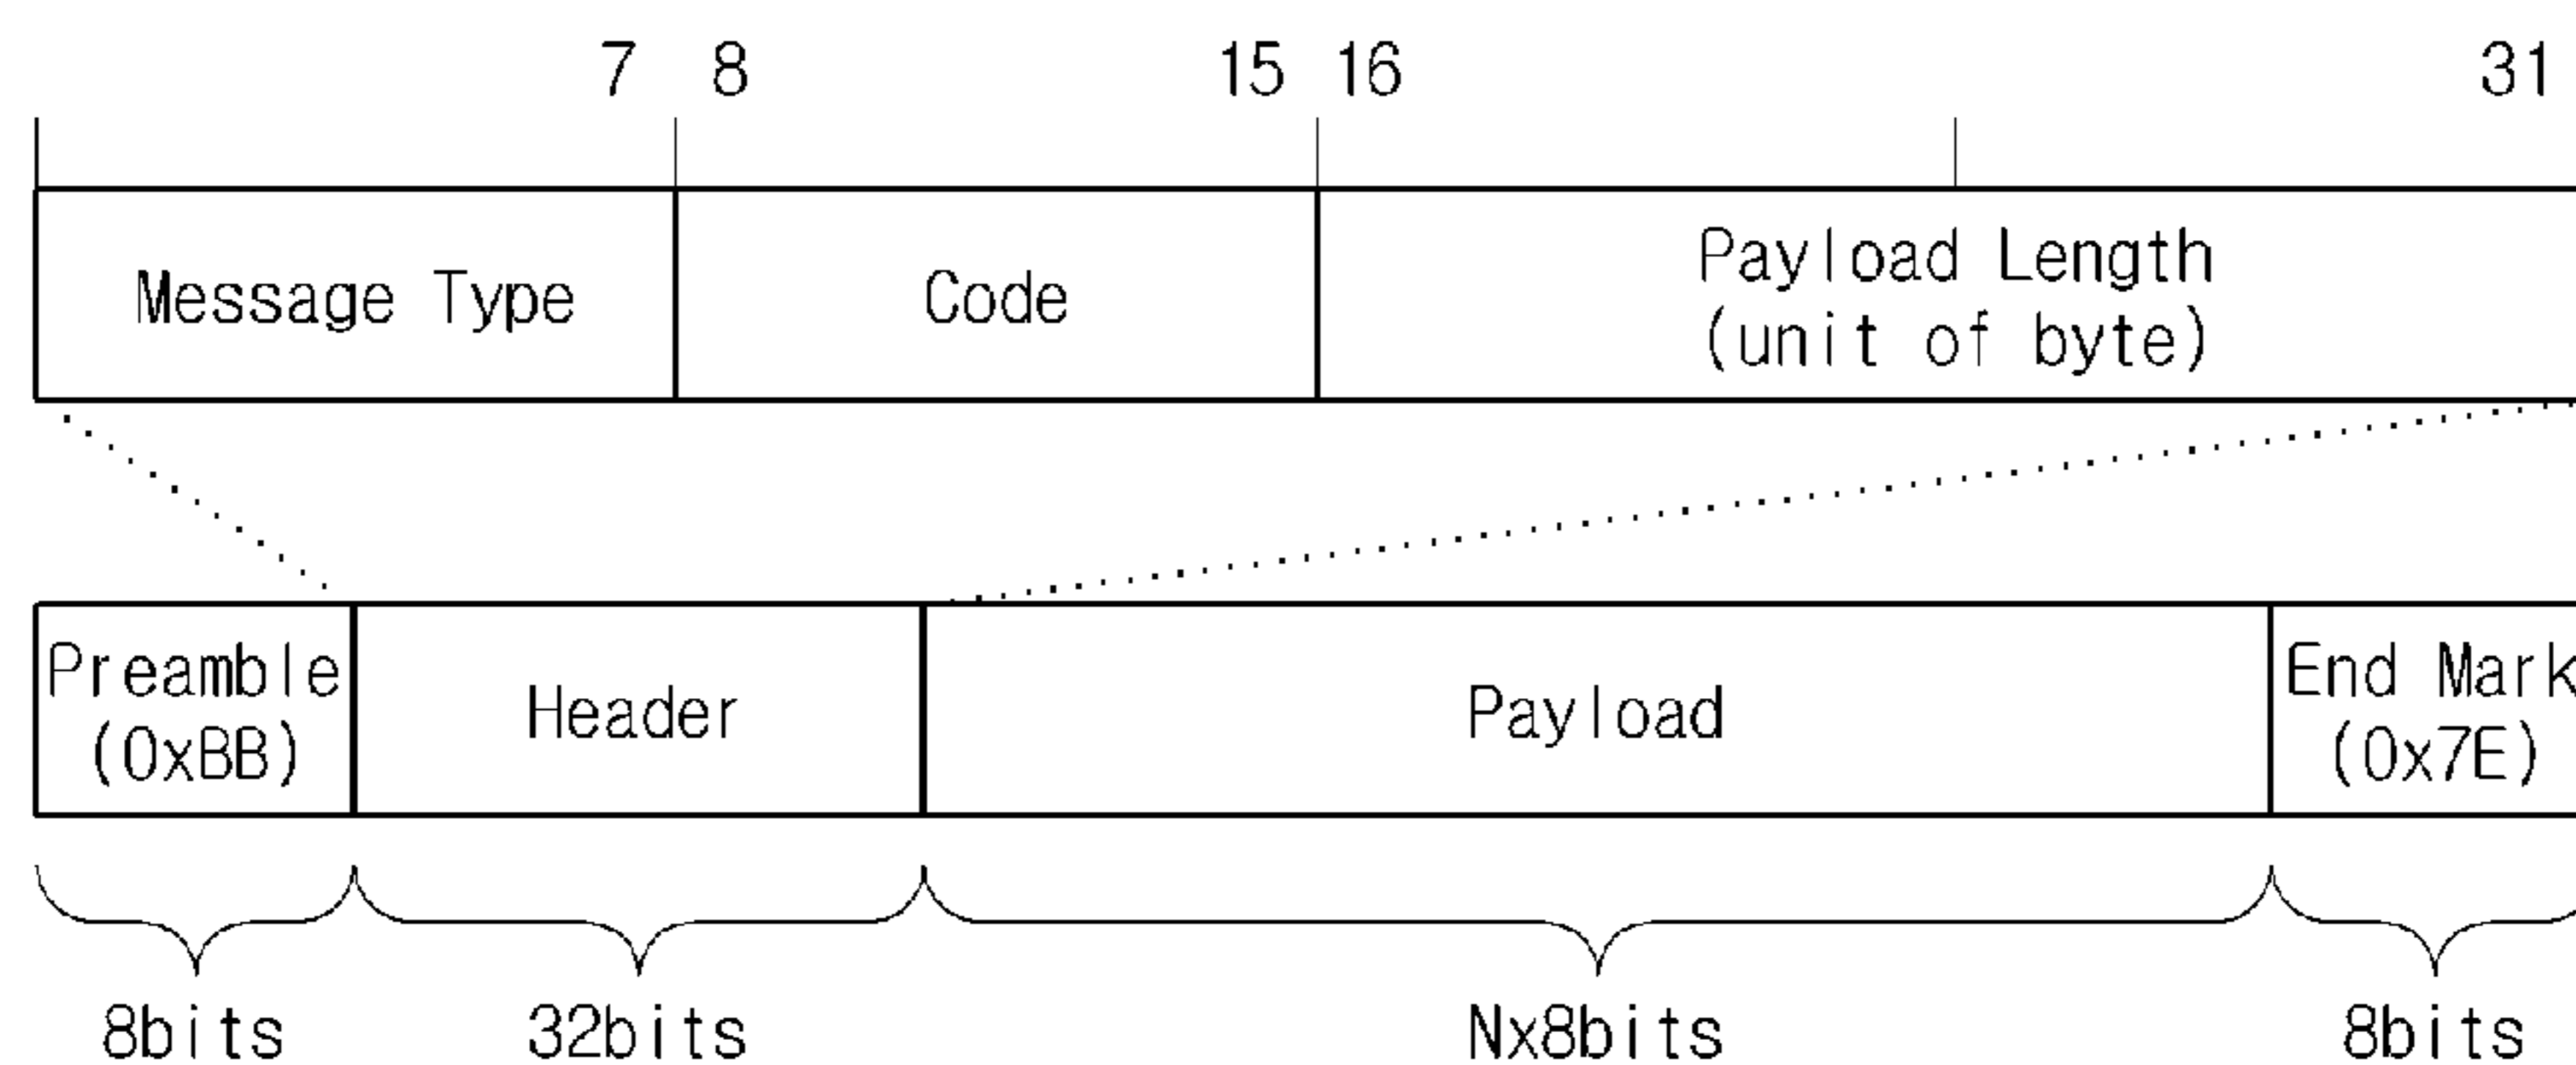 7 8 15 16 31
Message Type Code Payload Length
(unit of byte)
Preamble Header Payload End Mark
(0xBB) (0x7E)
8bits 32bits Nx8bits 8bits